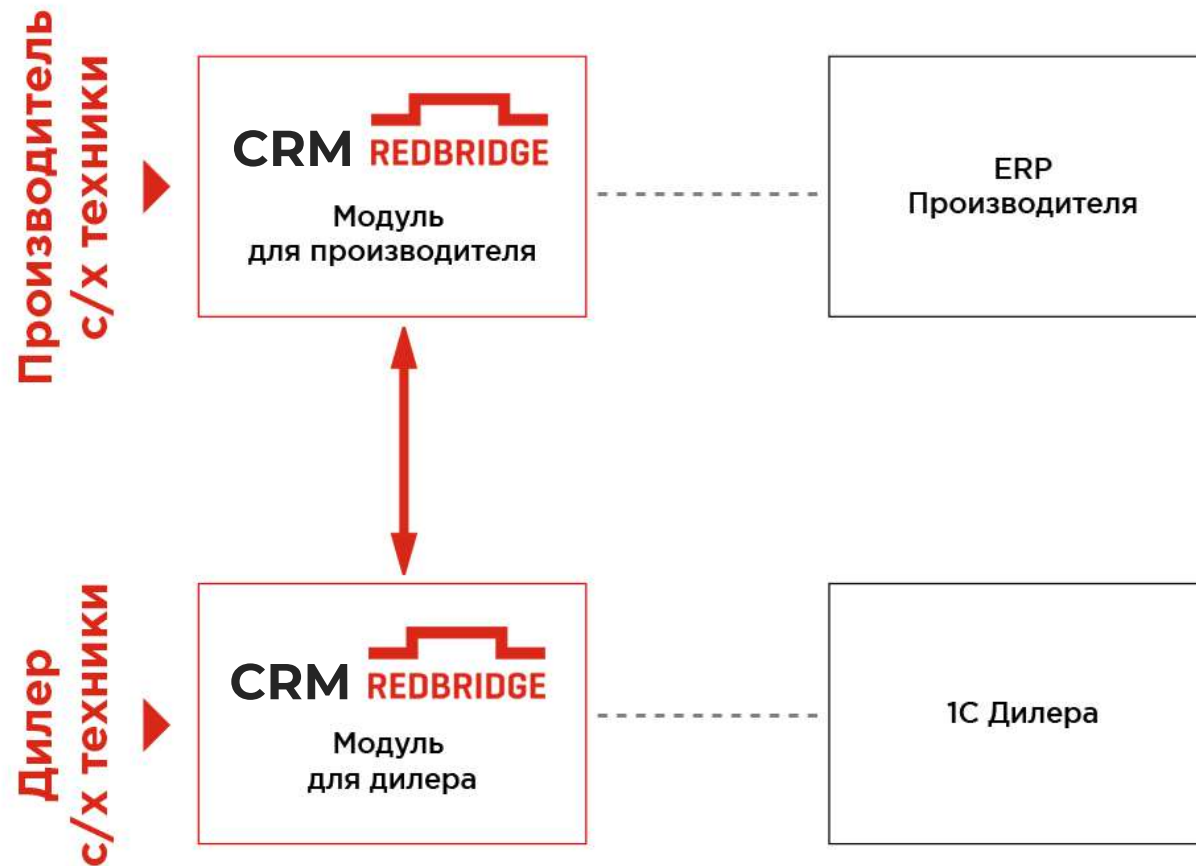 Производитель
с/х техники
CRM REDBRIDGE
Модуль
для производителя
ERP
Производителя
Дилер
с/х техники
CRM REDBRIDGE
Модуль
для дилера
1С Дилера